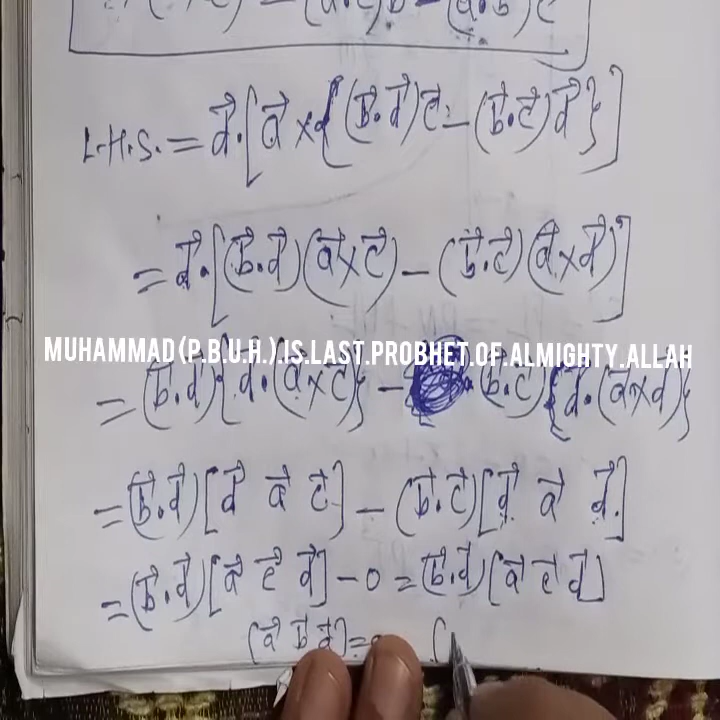 L.H.S. = d⃗·[a⃗ × {(b⃗·d⃗)c⃗ - (b⃗·c⃗)d⃗}]
= d⃗·[(b⃗·d⃗)(a⃗×c⃗) - (b⃗·c⃗)(a⃗×d⃗)]
MUHAMMAD(P.B.U.H.).IS.LAST.PROBHET.OF.ALMIGHTY.ALLAH
= (b⃗·d⃗){d⃗·(a⃗×c⃗)} - (b⃗·c⃗){d⃗·(a⃗×d⃗)}
= (b⃗·d⃗)[d⃗ a⃗ c⃗] - (b⃗·c⃗)[d⃗ a⃗ d⃗]
= (b⃗·d⃗)[a⃗ c⃗ d⃗] - 0 = (b⃗·d⃗)[a⃗ c⃗ d⃗]